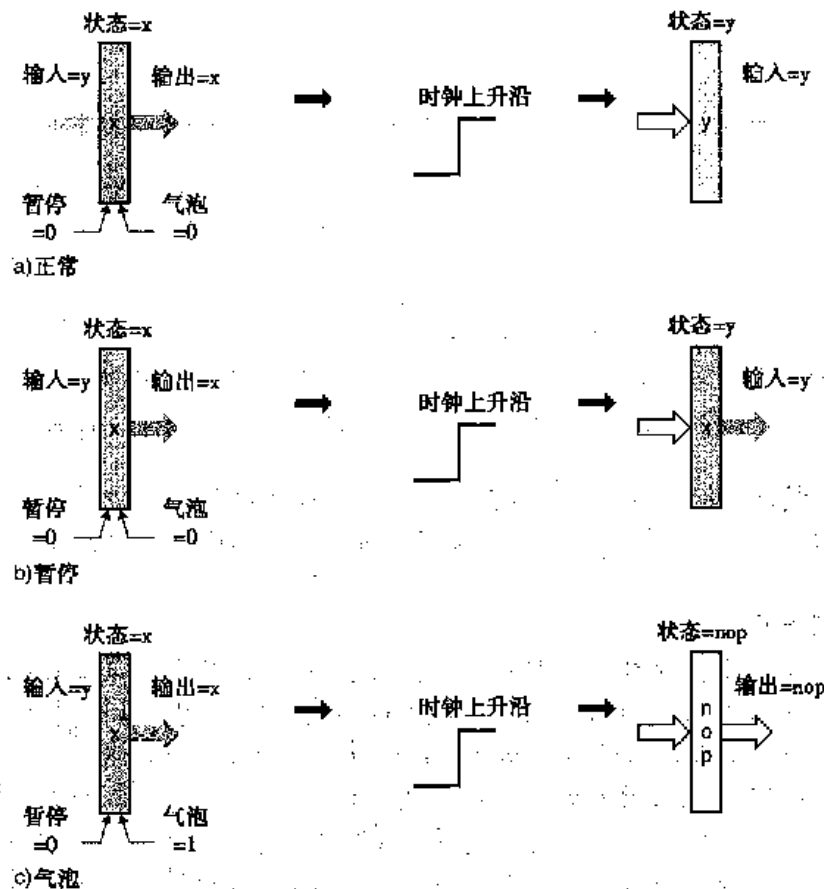 状态=x
状态=y
输入=y
输出=x
输入=y
时钟上升沿
x
y
暂停
=0
气泡
=0
a)正常
状态=x
状态=y
输入=y
输出=x
输入=y
时钟上升沿
x
x
暂停
=0
气泡
=0
b)暂停
状态=x
状态=nop
输入=y
输出=x
输出=nop
时钟上升沿
x
n
o
p
暂停
=0
气泡
=1
c)气泡